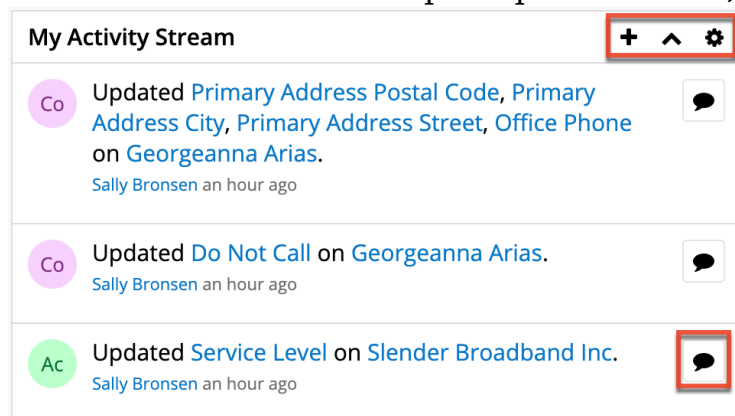 My Activity Stream
Co
Updated Primary Address Postal Code, Primary
Address City, Primary Address Street, Office Phone
on Georgeanna Arias.
Sally Bronsen an hour ago
Co
Updated Do Not Call on Georgeanna Arias.
Sally Bronsen an hour ago
Ac
Updated Service Level on Slender Broadband Inc.
Sally Bronsen an hour ago